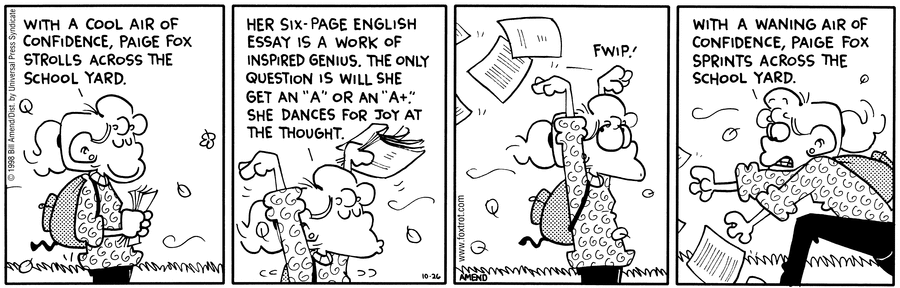 © 1998 Bill Amend/Dist. by Universal Press Syndicate
WITH A COOL AIR OF
CONFIDENCE, PAIGE FOX
STROLLS ACROSS THE
SCHOOL YARD.
HER SIX-PAGE ENGLISH
ESSAY IS A WORK OF
INSPIRED GENIUS. THE ONLY
QUESTION IS WILL SHE
GET AN "A" OR AN "A+."
SHE DANCES FOR JOY AT
THE THOUGHT.
10-26
FWIP!
www.foxtrot.com
AMEND
WITH A WANING AIR OF
CONFIDENCE, PAIGE FOX
SPRINTS ACROSS THE
SCHOOL YARD.